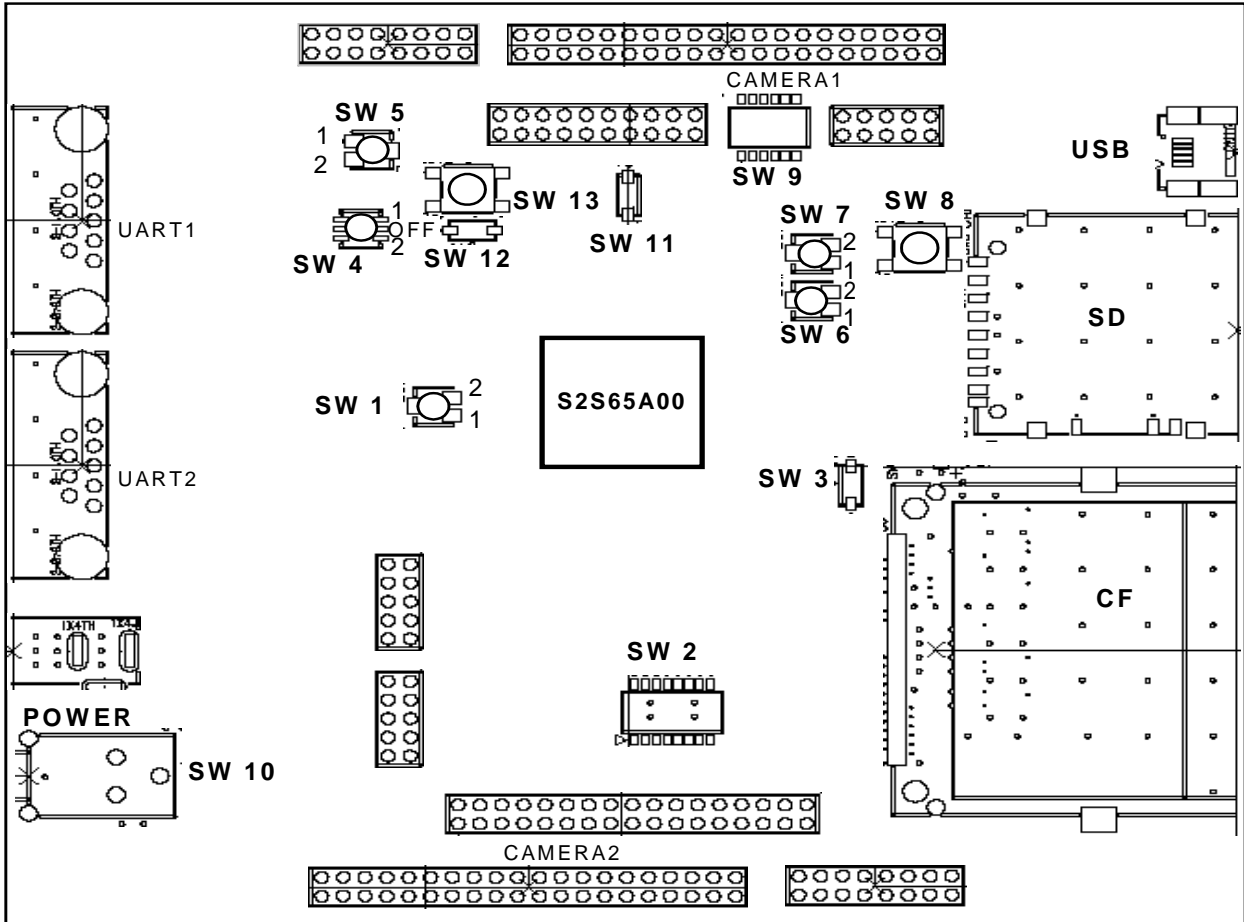 CAMERA1
SW 5
1
2
SW 9
USB
SW 13
SW 7
SW 8
1
OFF
2
UART1
SW 4
SW 12
SW 11
2
1
2
1
SW 6
SD
SW 1
2
1
S2S65A00
UART2
SW 3
CF
1X4TH
SW 2
POWER
SW 10
CAMERA2